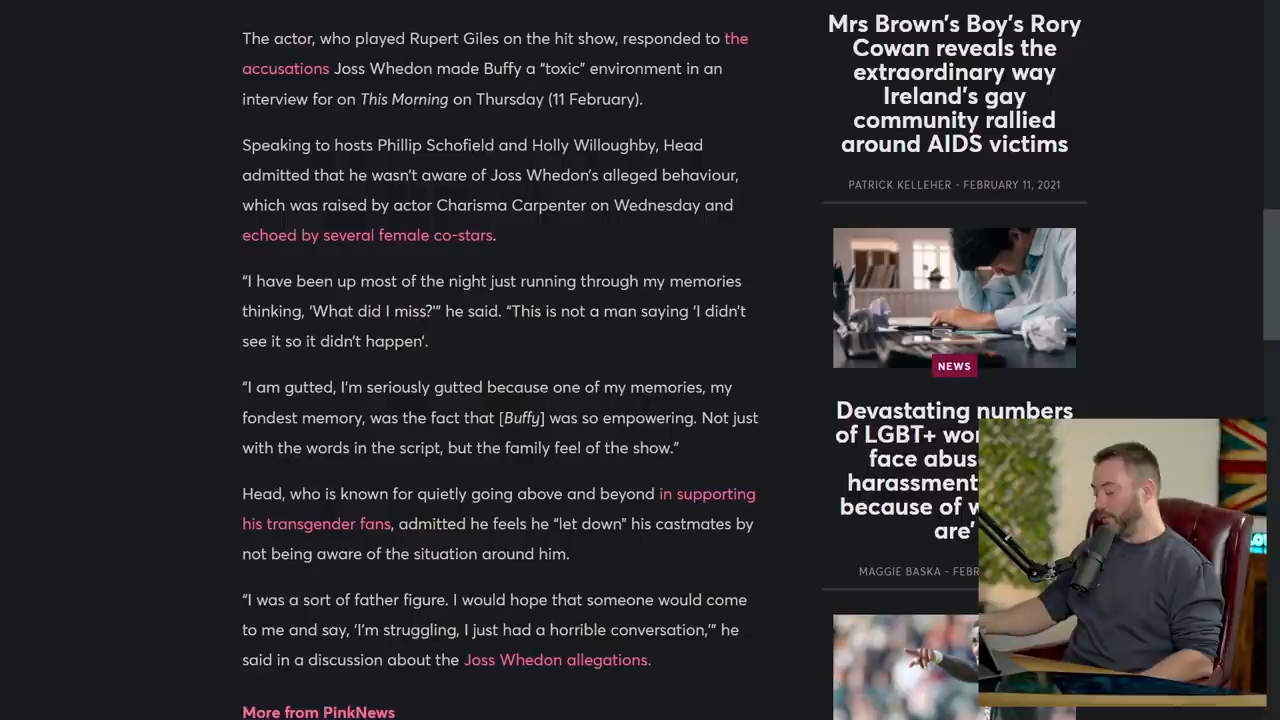 The actor, who played Rupert Giles on the hit show, responded to the
accusations Joss Whedon made Buffy a “toxic” environment in an
interview for on This Morning on Thursday (11 February).
Speaking to hosts Phillip Schofield and Holly Willoughby, Head
admitted that he wasn’t aware of Joss Whedon’s alleged behaviour,
which was raised by actor Charisma Carpenter on Wednesday and
echoed by several female co-stars.
“I have been up most of the night just running through my memories
thinking, ‘What did I miss?’” he said. “This is not a man saying ‘I didn’t
see it so it didn’t happen‘.
“I am gutted, I’m seriously gutted because one of my memories, my
fondest memory, was the fact that [Buffy] was so empowering. Not just
with the words in the script, but the family feel of the show.”
Head, who is known for quietly going above and beyond in supporting
his transgender fans, admitted he feels he “let down” his castmates by
not being aware of the situation around him.
“I was a sort of father figure. I would hope that someone would come
to me and say, ‘I’m struggling, I just had a horrible conversation,’” he
said in a discussion about the Joss Whedon allegations.
More from PinkNews
Mrs Brown’s Boy’s Rory
Cowan reveals the
extraordinary way
Ireland’s gay
community rallied
around AIDS victims
PATRICK KELLEHER - FEBRUARY 11, 2021
NEWS
Devastating numbers
of LGBT+ wor
face abus
harassment
because of w
are’
MAGGIE BASKA - FEBR